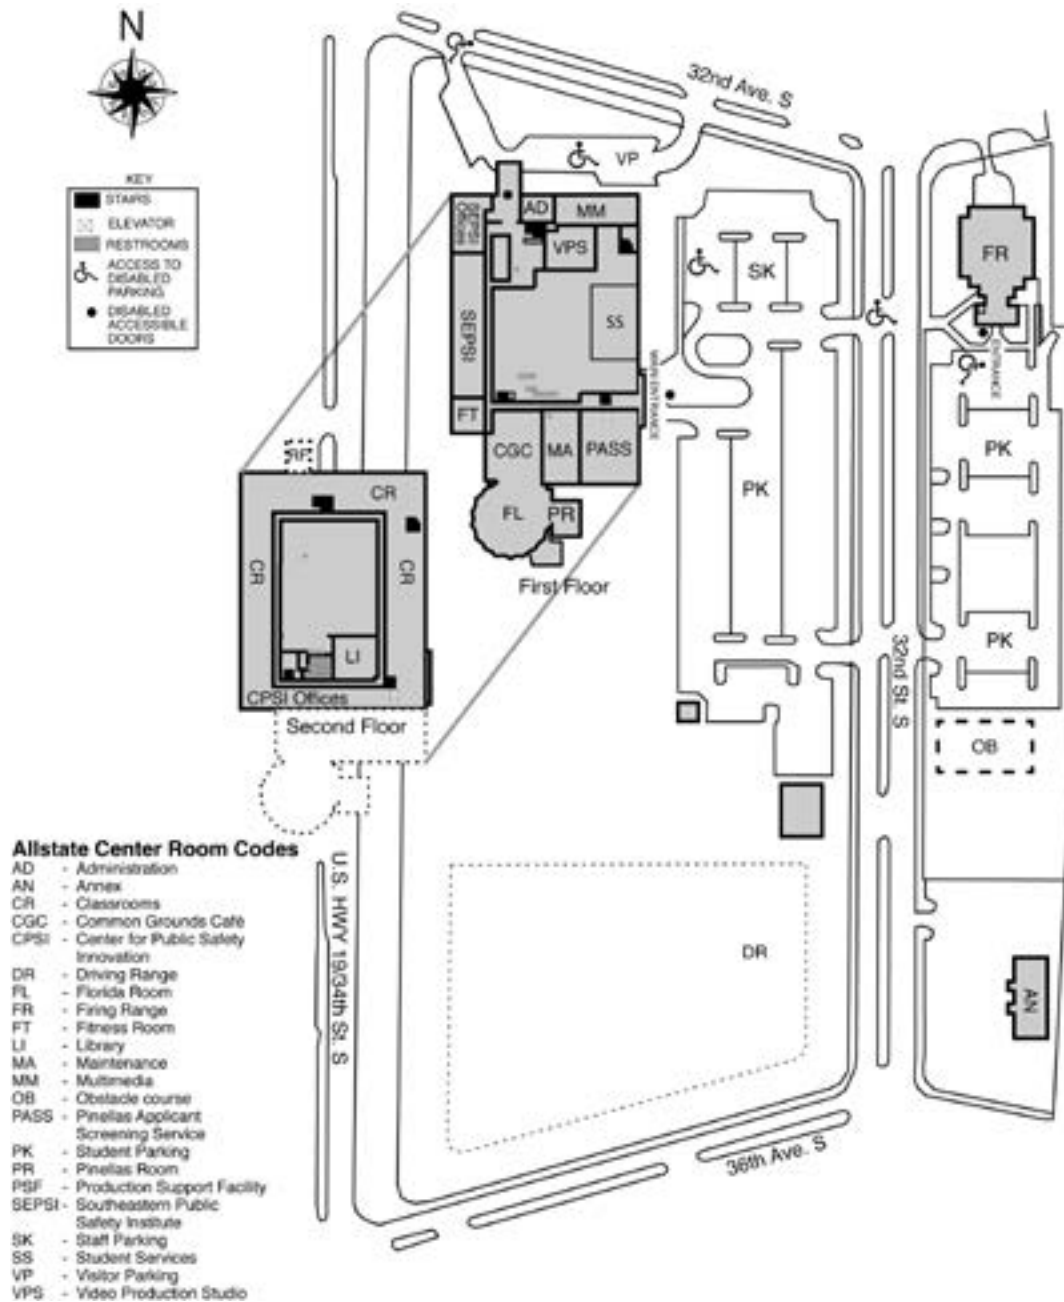 N
32nd Ave. S
KEY
STAIRS
ELEVATOR
RESTROOMS
ACCESS TO
DISABLED
PARKING
DISABLED
ACCESSIBLE
DOORS
VP
SEPSI
Offices
AD
MM
VPS
SK
FR
SS
SEPSI
MAIN ENTRANCE
ENTRANCE
FT
CGC
MA
PASS
PK
PK
RF
CR
FL
PR
First Floor
CR
CR
LI
PK
32nd St. S
CPSI Offices
Second Floor
OB
Allstate Center Room Codes
AD - Administration
AN - Annex
CR - Classrooms
CGC - Common Grounds Café
CPSI - Center for Public Safety
Innovation
DR - Driving Range
FL - Florida Room
FR - Firing Range
FT - Fitness Room
LI - Library
MA - Maintenance
MM - Multimedia
OB - Obstacle course
PASS - Pinellas Applicant
Screening Service
PK - Student Parking
PR - Pinellas Room
PSF - Production Support Facility
SEPSI - Southeastern Public
Safety Institute
SK - Staff Parking
SS - Student Services
VP - Visitor Parking
VPS - Video Production Studio
U.S. HWY 19/34th St. S
DR
AN
36th Ave. S